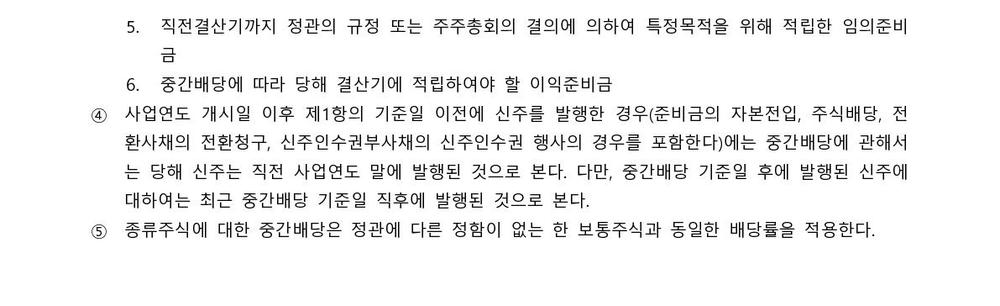 5. 직전결산기까지 정관의 규정 또는 주주총회의 결의에 의하여 특정목적을 위해 적립한 임의준비
금
6. 중간배당에 따라 당해 결산기에 적립하여야 할 이익준비금
④ 사업연도 개시일 이후 제1항의 기준일 이전에 신주를 발행한 경우(준비금의 자본전입, 주식배당, 전
환사채의 전환청구, 신주인수권부사채의 신주인수권 행사의 경우를 포함한다)에는 중간배당에 관해서
는 당해 신주는 직전 사업연도 말에 발행된 것으로 본다. 다만, 중간배당 기준일 후에 발행된 신주에
대하여는 최근 중간배당 기준일 직후에 발행된 것으로 본다.
⑤ 종류주식에 대한 중간배당은 정관에 다른 정함이 없는 한 보통주식과 동일한 배당률을 적용한다.